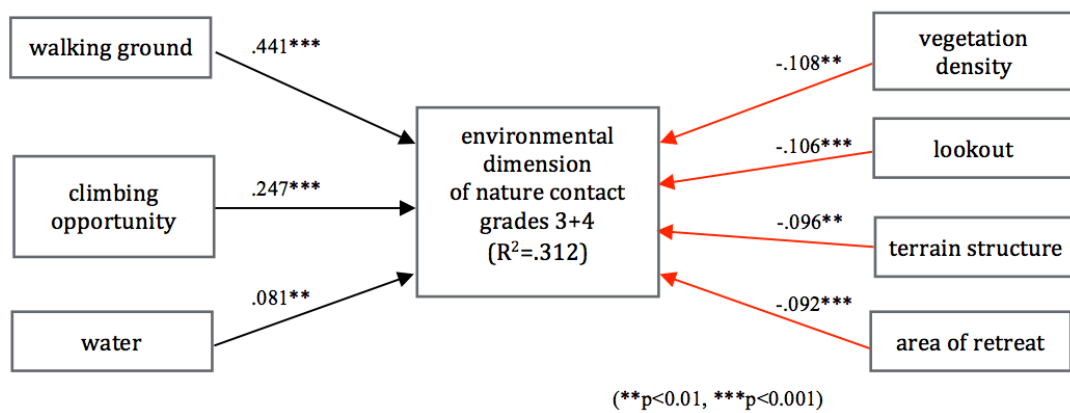 walking ground
.441***
climbing
opportunity
.247***
water
.081**
environmental
dimension
of nature contact
grades 3+4
(R²=.312)
-.108**
vegetation
density
-.106***
lookout
-.096**
terrain structure
-.092***
area of retreat
(**p<0.01, ***p<0.001)